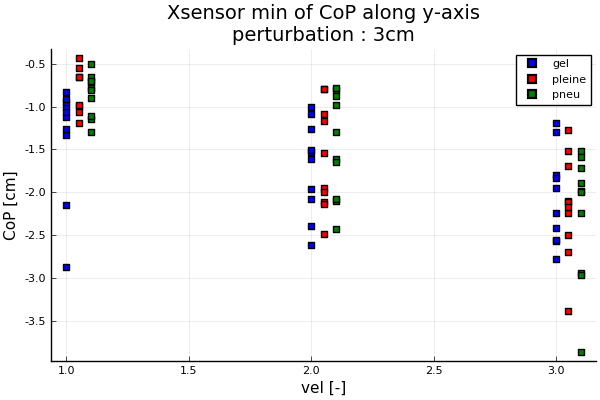 Xsensor min of CoP along y-axis
perturbation : 3cm
gel
pleine
pneu
CoP [cm]
-0.5
-1.0
-1.5
-2.0
-2.5
-3.0
-3.5
1.0
1.5
2.0
2.5
3.0
vel [-]